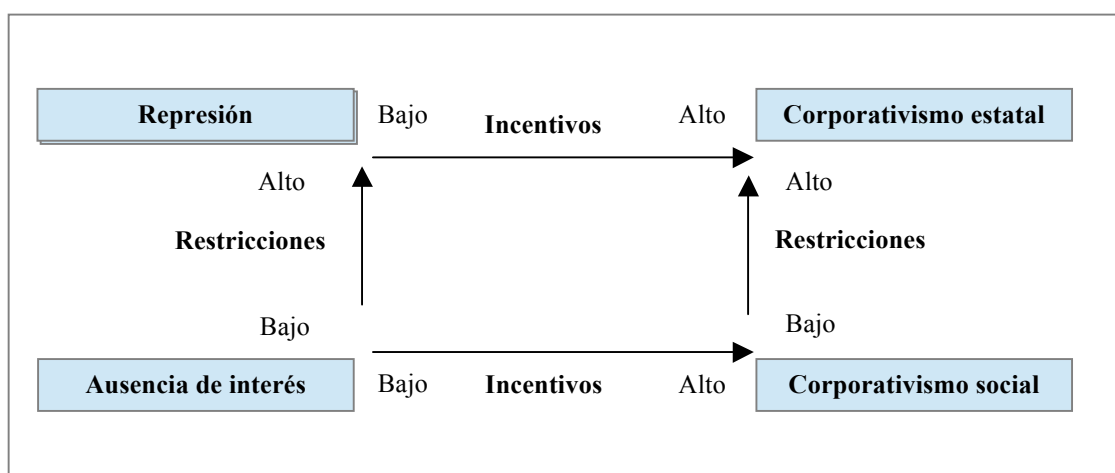 Represión
Bajo
Incentivos
Alto
Corporativismo estatal
Alto
Alto
Restricciones
Restricciones
Bajo
Bajo
Ausencia de interés
Bajo
Incentivos
Alto
Corporativismo social